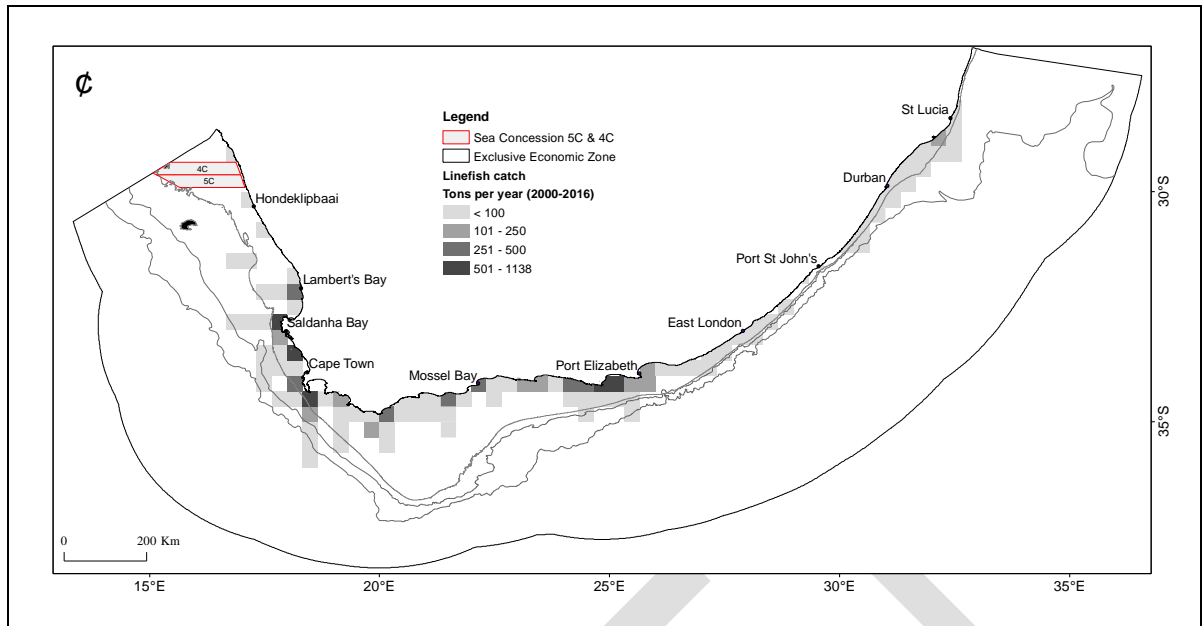 ₵
St Lucia
Legend
Sea Concession 5C & 4C
Exclusive Economic Zone
Linefish catch
Tons per year (2000-2016)
< 100
101 - 250
251 - 500
501 - 1138
4C
5C
Durban
30°S
Hondeklipbaai
Port St John's
Lambert's Bay
Saldanha Bay
East London
Cape Town
Mossel Bay
Port Elizabeth
35°S
0 200 Km
15°E 20°E 25°E 30°E 35°E